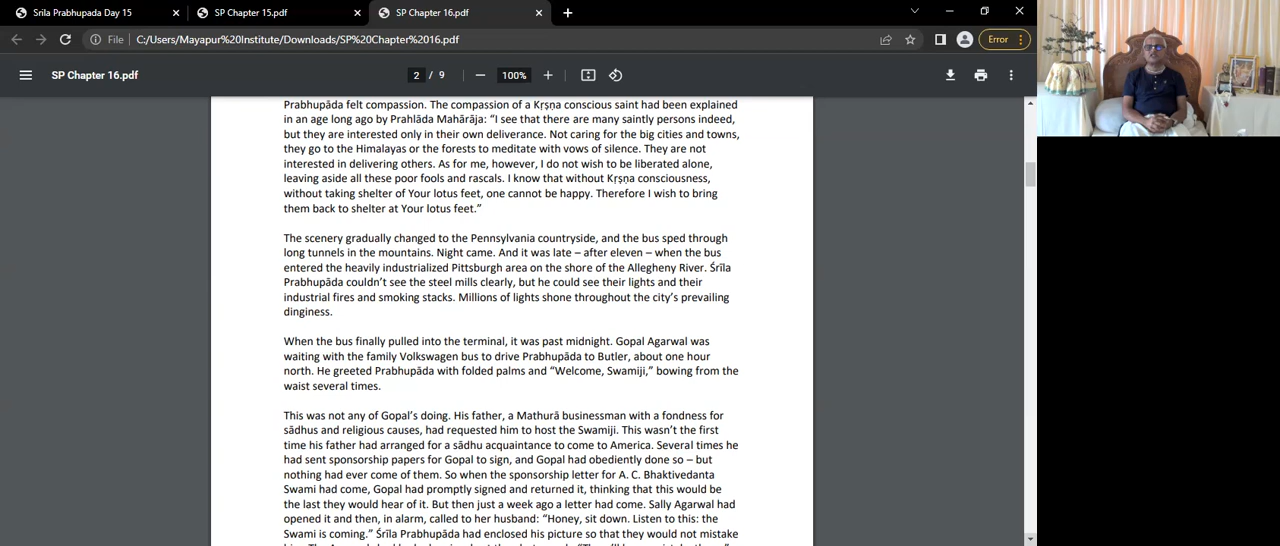 Srila Prabhupada Day 15
SP Chapter 15.pdf
SP Chapter 16.pdf
File
C:/Users/Mayapur%20Institute/Downloads/SP%20Chapter%2016.pdf
Error
SP Chapter 16.pdf
2 / 9
100%
Prabhupāda felt compassion. The compassion of a Kṛṣṇa conscious saint had been explained
in an age long ago by Prahlāda Mahārāja: “I see that there are many saintly persons indeed,
but they are interested only in their own deliverance. Not caring for the big cities and towns,
they go to the Himalayas or the forests to meditate with vows of silence. They are not
interested in delivering others. As for me, however, I do not wish to be liberated alone,
leaving aside all these poor fools and rascals. I know that without Kṛṣṇa consciousness,
without taking shelter of Your lotus feet, one cannot be happy. Therefore I wish to bring
them back to shelter at Your lotus feet.”
The scenery gradually changed to the Pennsylvania countryside, and the bus sped through
long tunnels in the mountains. Night came. And it was late – after eleven – when the bus
entered the heavily industrialized Pittsburgh area on the shore of the Allegheny River. Śrīla
Prabhupāda couldn’t see the steel mills clearly, but he could see their lights and their
industrial fires and smoking stacks. Millions of lights shone throughout the city’s prevailing
dinginess.
When the bus finally pulled into the terminal, it was past midnight. Gopal Agarwal was
waiting with the family Volkswagen bus to drive Prabhupāda to Butler, about one hour
north. He greeted Prabhupāda with folded palms and “Welcome, Swamiji,” bowing from the
waist several times.
This was not any of Gopal’s doing. His father, a Mathurā businessman with a fondness for
sādhus and religious causes, had requested him to host the Swamiji. This wasn’t the first
time his father had arranged for a sādhu acquaintance to come to America. Several times he
had sent sponsorship papers for Gopal to sign, and Gopal had obediently done so – but
nothing had ever come of them. So when the sponsorship letter for A. C. Bhaktivedanta
Swami had come, Gopal had promptly signed and returned it, thinking that this would be
the last they would hear of it. But then just a week ago a letter had come. Sally Agarwal had
opened it and then, in alarm, called to her husband: “Honey, sit down. Listen to this: the
Swami is coming.” Śrīla Prabhupāda had enclosed his picture so that they would not mistake